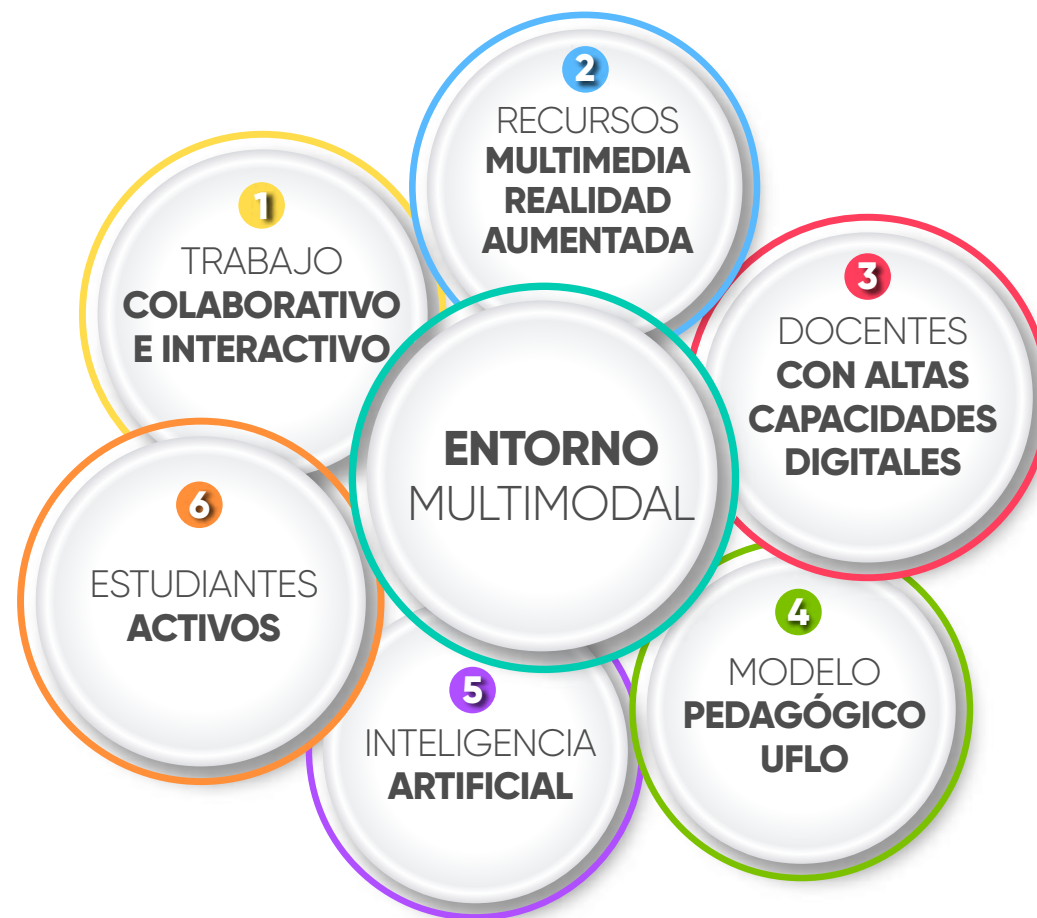 1
TRABAJO
COLABORATIVO
E INTERACTIVO
2
RECURSOS
MULTIMEDIA
REALIDAD
AUMENTADA
3
DOCENTES
CON ALTAS
CAPACIDADES
DIGITALES
4
MODELO
PEDAGÓGICO
UFLO
5
INTELIGENCIA
ARTIFICIAL
6
ESTUDIANTES
ACTIVOS
ENTORNO
MULTIMODAL